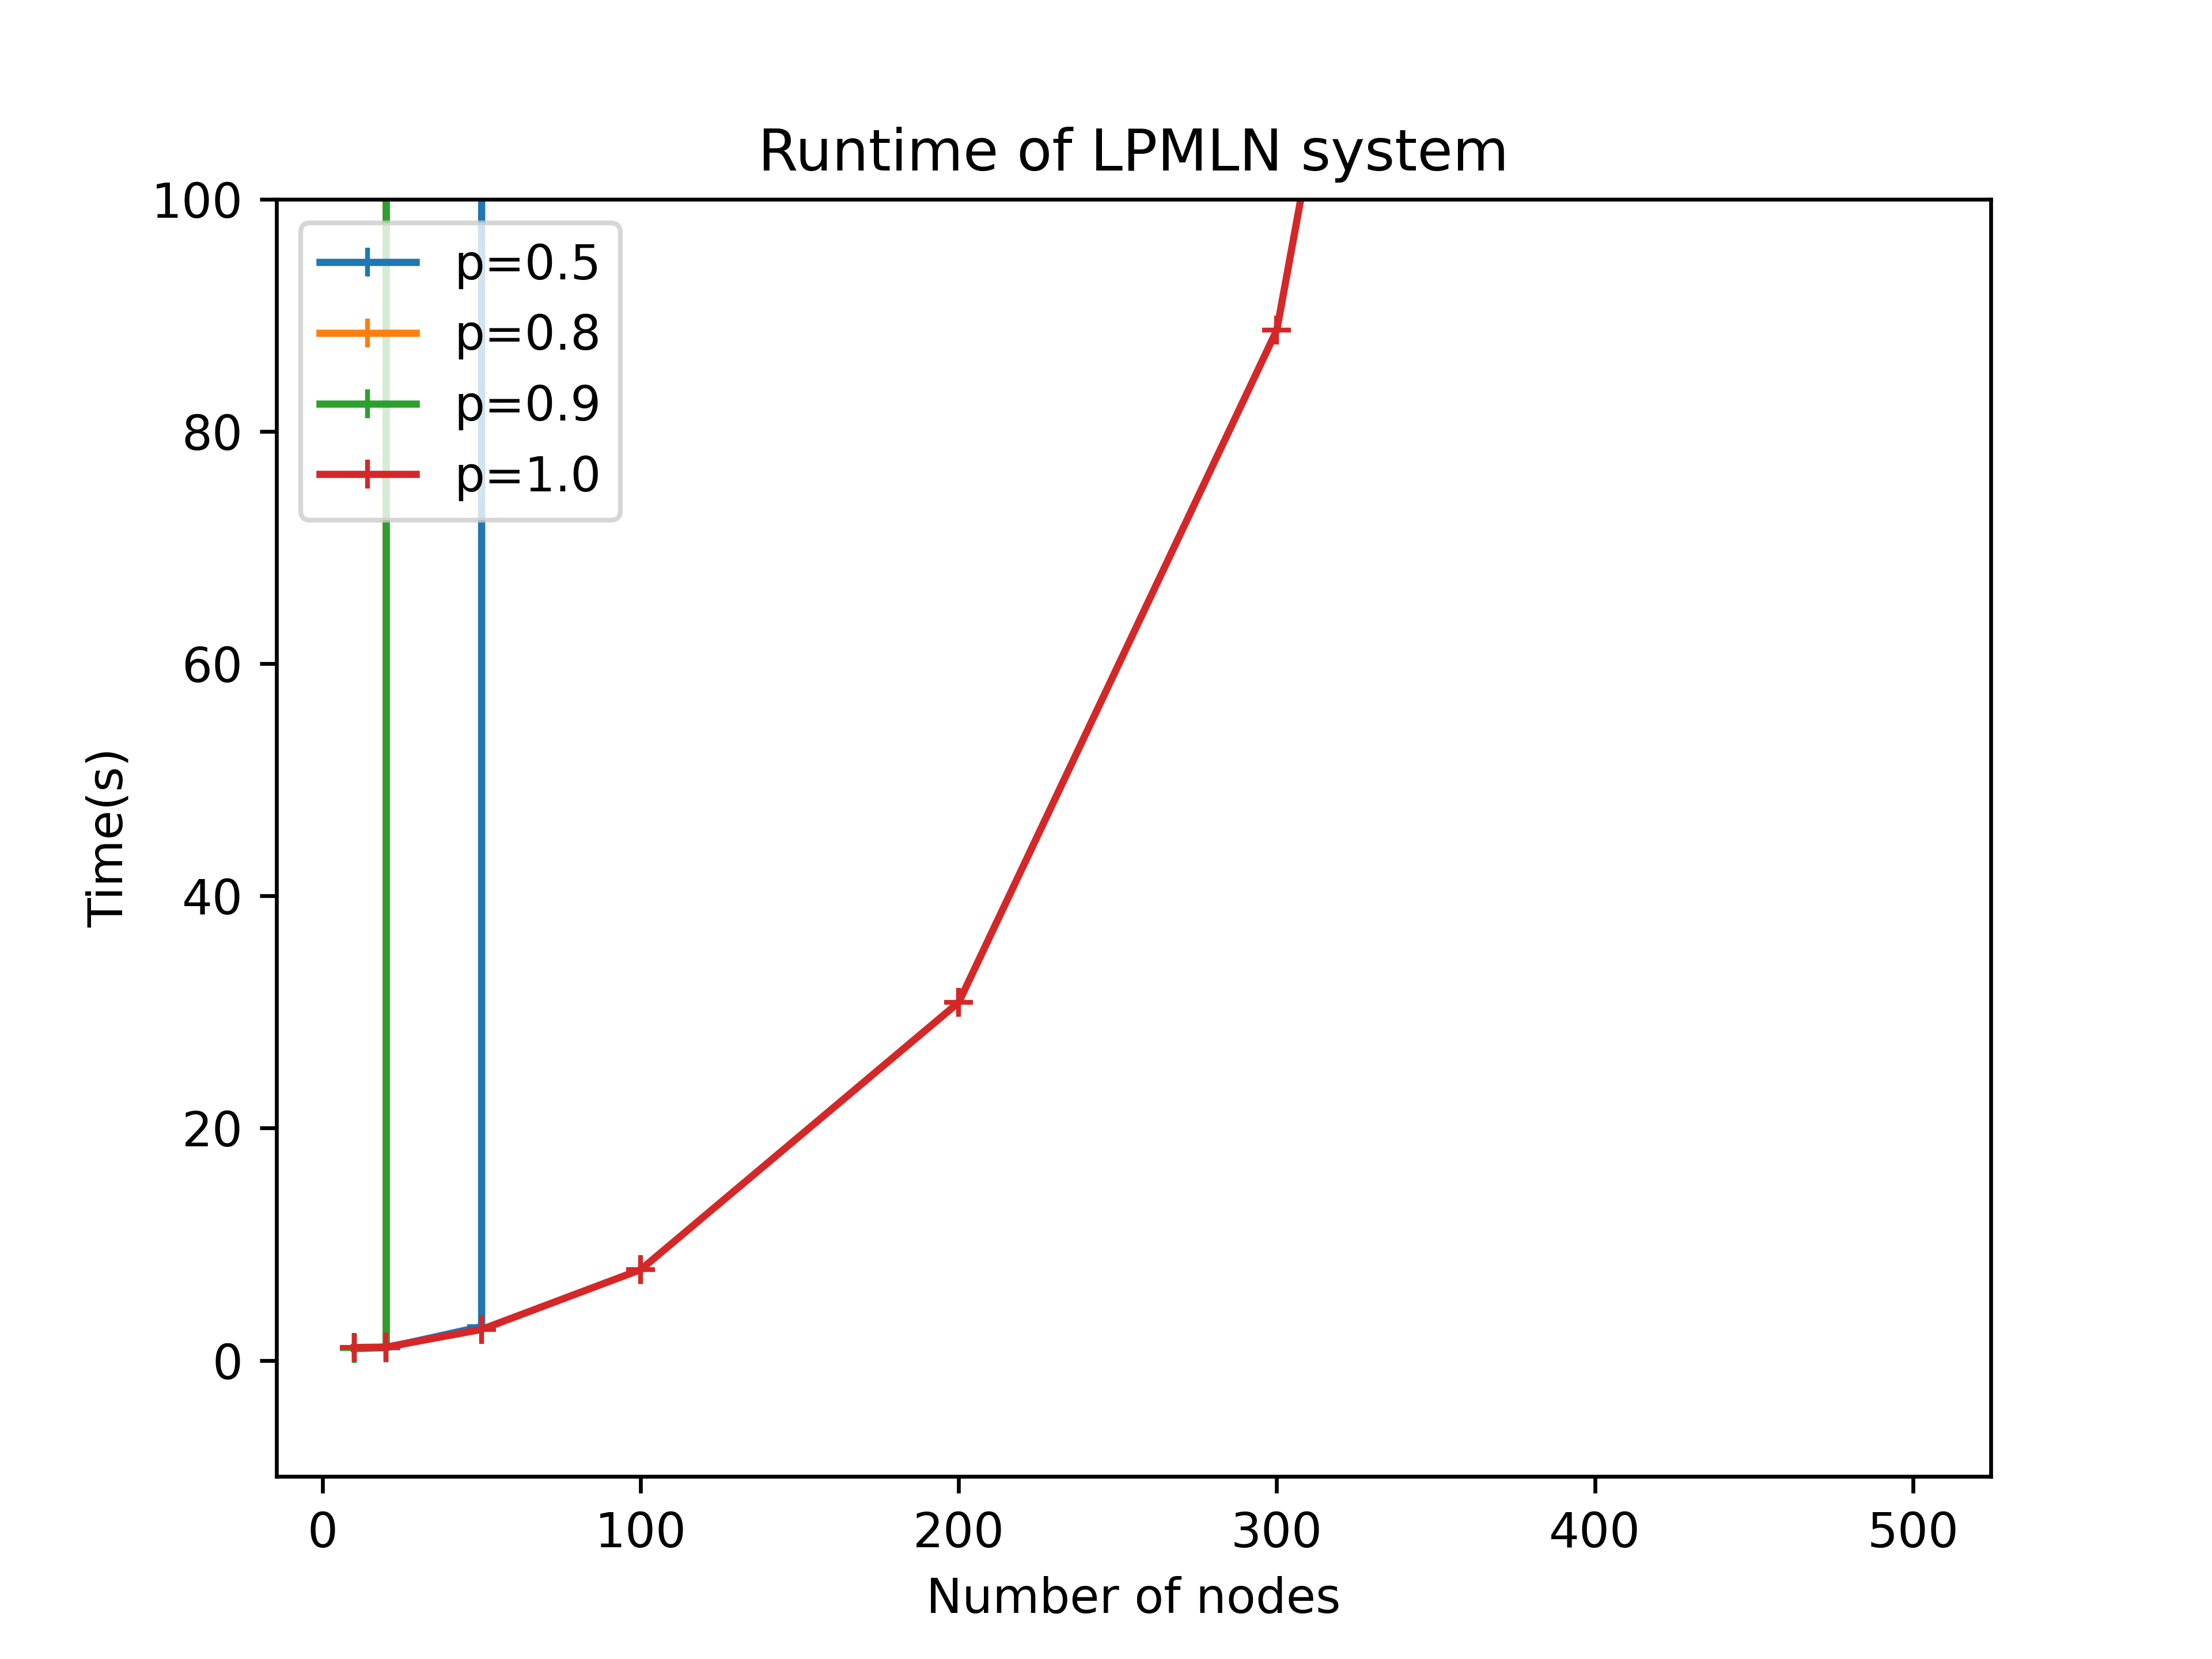 Runtime of LPMLN system
100
80
60
40
20
0
Time(s)
p=0.5
p=0.8
p=0.9
p=1.0
0 100 200 300 400 500
Number of nodes